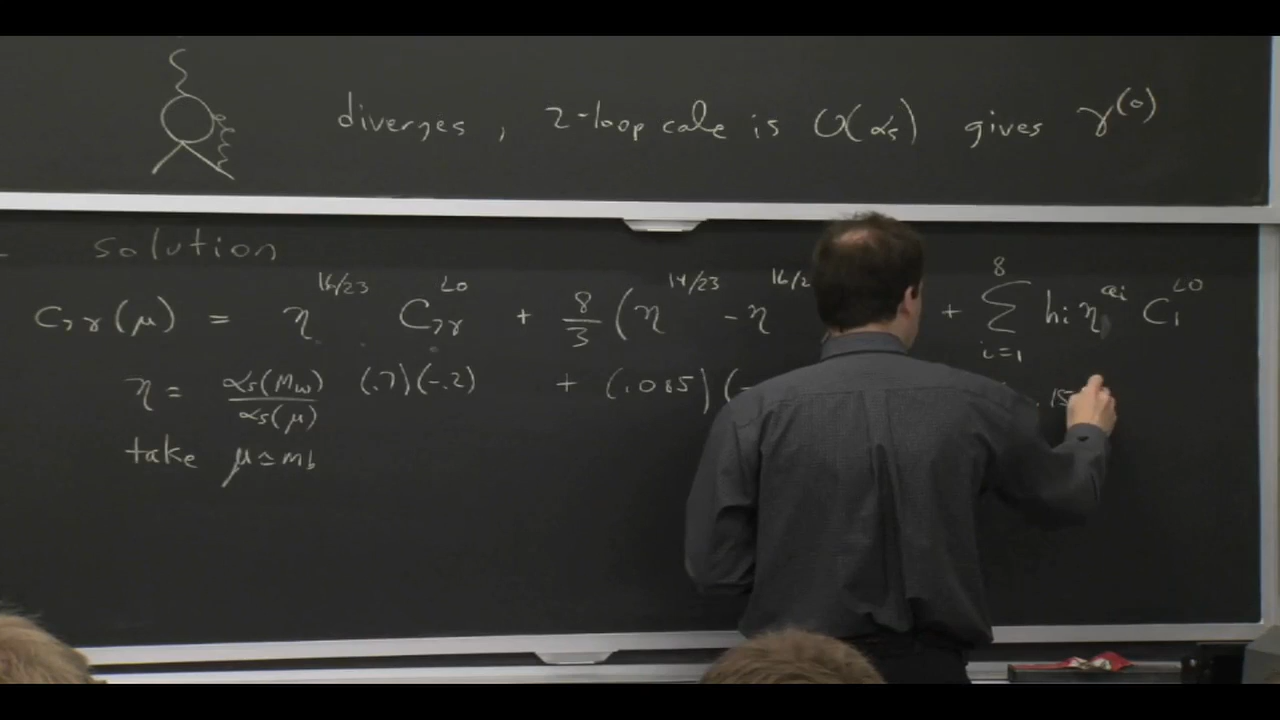 diverges, 2-loop calc is O(αs) gives γ^(0)
solution
C7γ(μ) = η^16/23 C7γ^LO + 8/3 (η^14/23 - η^16/2 + Σ_{i=1}^8 hi η^ai C1^LO
η = αs(Mw)/αs(μ) (.7)(-.2) + (.085)(-
take μ≃mb